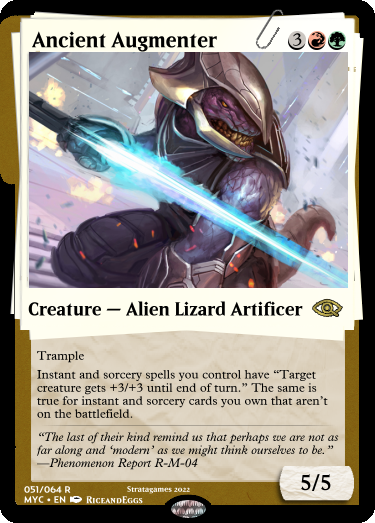 Ancient Augmenter 3
Creature — Alien Lizard Artificer
Trample
Instant and sorcery spells you control have “Target
creature gets +3/+3 until end of turn.” The same is
true for instant and sorcery cards you own that aren’t
on the battlefield.
“The last of their kind remind us that perhaps we are not as
far along and ‘modern’ as we might think ourselves to be.”
—Phenomenon Report R-M-04
5/5
051/064 R Stratagames 2022
MYC • EN RiceandEggs